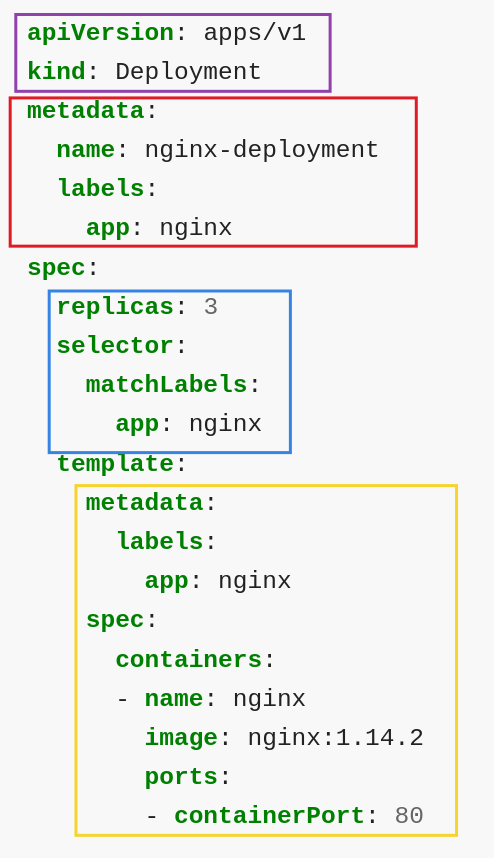 apiVersion: apps/v1
kind: Deployment
metadata:
  name: nginx-deployment
  labels:
    app: nginx
spec:
  replicas: 3
  selector:
    matchLabels:
      app: nginx
  template:
    metadata:
      labels:
        app: nginx
    spec:
      containers:
      - name: nginx
        image: nginx:1.14.2
        ports:
        - containerPort: 80